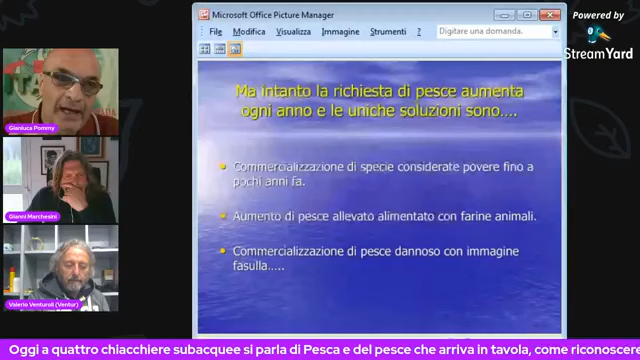 Microsoft Office Picture Manager
File Modifica Visualizza Immagine Strumenti ? Digitare una domanda.
Powered by
StreamYard
Ma intanto la richiesta di pesce aumenta
ogni anno e le uniche soluzioni sono....
Commercializzazione di specie considerate povere fino a
pochi anni fa.
Aumento di pesce allevato alimentato con farine animali.
Commercializzazione di pesce dannoso con immagine
fasulla.....
Gianluca Pommy
Gianni Marchesini
Valerio Venturoli (Ventur)
Oggi a quattro chiacchiere subacquee si parla di Pesca e del pesce che arriva in tavola, come riconoscere